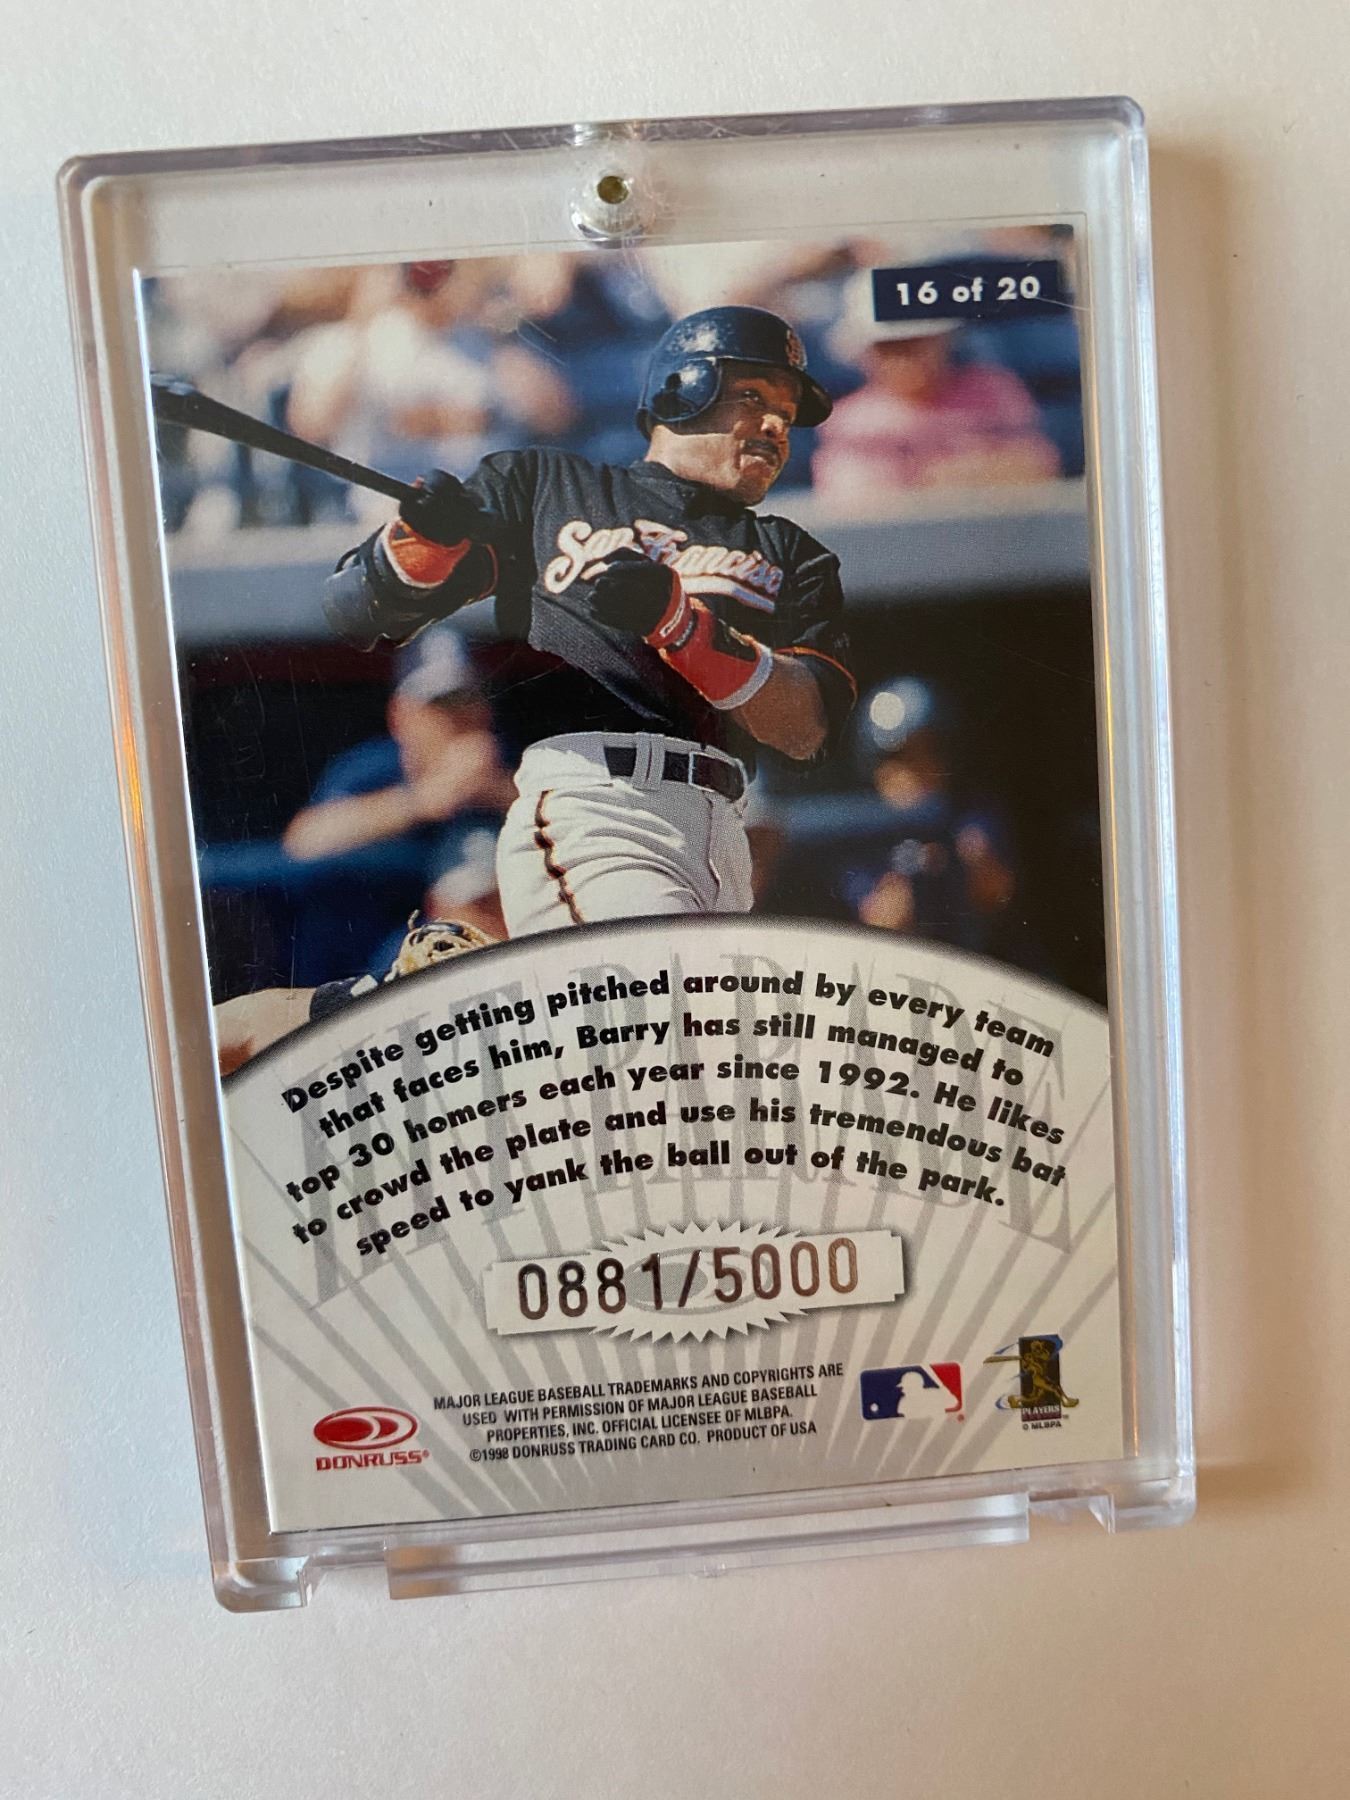 16 of 20
San Francisco
Despite getting pitched around by every team
that faces him, Barry has still managed to
top 30 homers each year since 1992. He likes
to crowd the plate and use his tremendous bat
speed to yank the ball out of the park.
0881/5000
MAJOR LEAGUE BASEBALL TRADEMARKS AND COPYRIGHTS ARE
USED WITH PERMISSION OF MAJOR LEAGUE BASEBALL
PROPERTIES, INC. OFFICIAL LICENSEE OF MLBPA.
©1998 DONRUSS TRADING CARD CO. PRODUCT OF USA
DONRUSS®
PLAYERS
© MLBPA